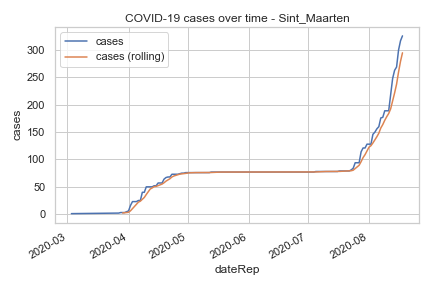 COVID-19 cases over time - Sint_Maarten
cases
cases (rolling)
cases
300
250
200
150
100
50
0
2020-03
2020-04
2020-05
2020-06
2020-07
2020-08
dateRep